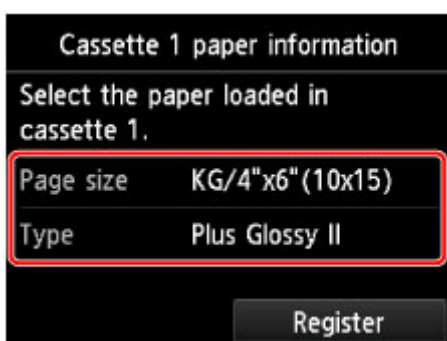 Cassette 1 paper information
Select the paper loaded in
cassette 1.
Page size KG/4"x6"(10x15)
Type Plus Glossy II
Register